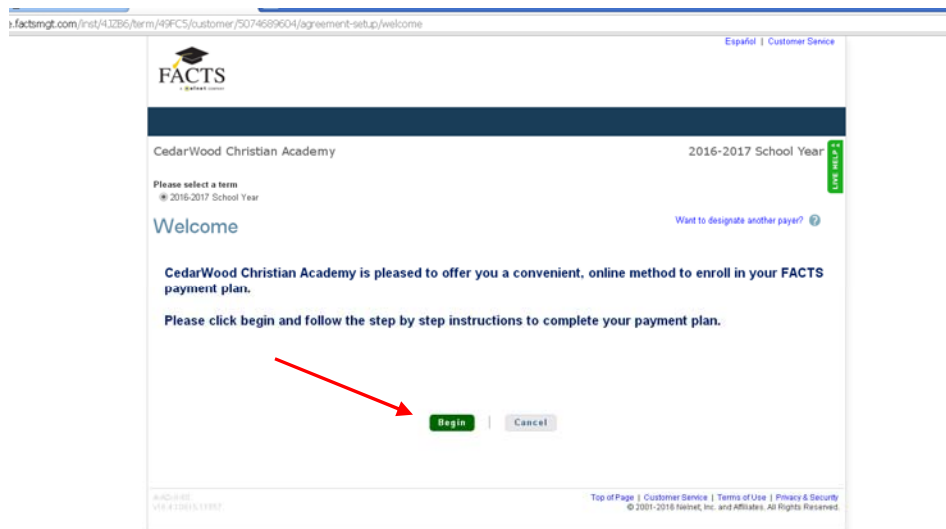 e.factsmgt.com/inst/4JZB6/term/49FC5/customer/5074689604/agreement-setup/welcome
Español | Customer Service
FACTS
CedarWood Christian Academy
2016-2017 School Year
LIVE HELP
Please select a term
2016-2017 School Year
Welcome
Want to designate another payer? ?
CedarWood Christian Academy is pleased to offer you a convenient, online method to enroll in your FACTS
payment plan.
Please click begin and follow the step by step instructions to complete your payment plan.
Begin | Cancel
Top of Page | Customer Service | Terms of Use | Privacy & Security
© 2001-2016 Nelnet, Inc. and Affiliates. All Rights Reserved.